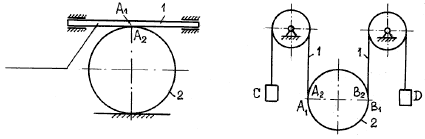 A₁ 1
A₂
2
1 1
C A₂ B₂ D
A₁ B₁
2